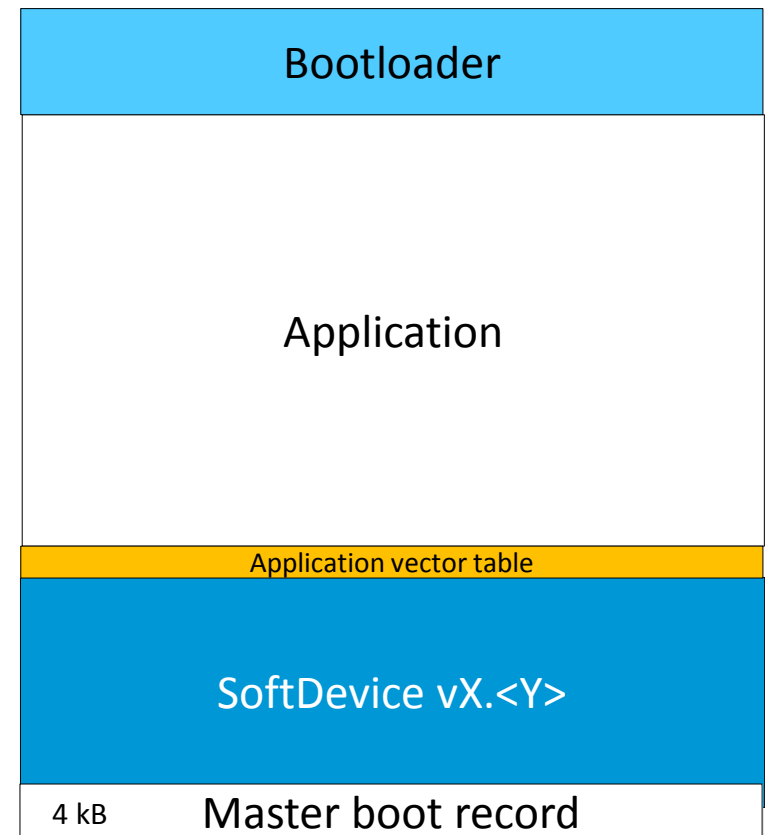 Bootloader
Application
Application vector table
SoftDevice vX.<Y>
4 kB Master boot record